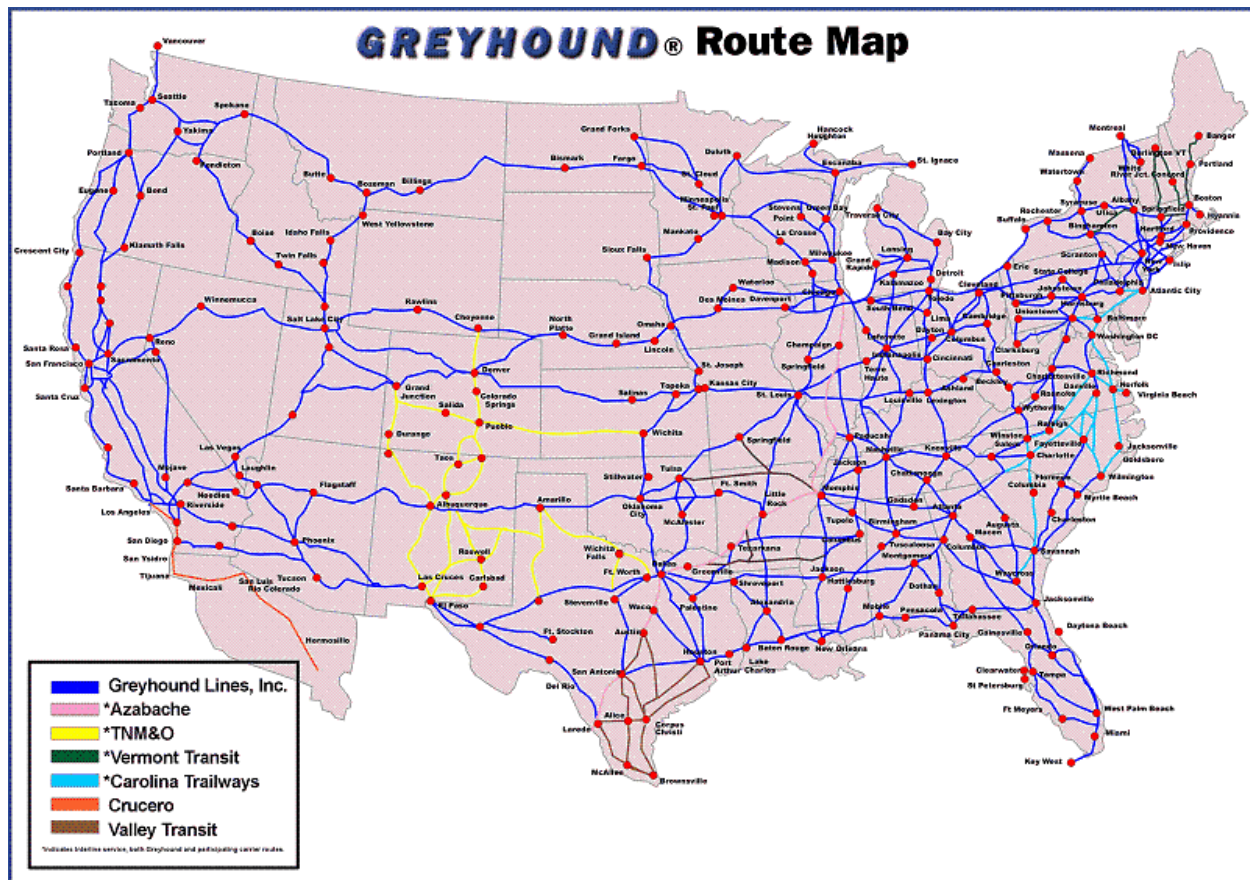 GREYHOUND® Route Map
Vancouver
Seattle
Tacoma
Spokane
Yakima
Portland
Pendleton
Eugene
Bend
Crescent City
Klamath Falls
Butte
Bozeman
Billings
West Yellowstone
Idaho Falls
Boise
Twin Falls
Bismark
Grand Forks
Fargo
Duluth
St. Cloud
Minneapolis
St. Paul
Mankato
Sioux Falls
Hancock
Houghton
Escanaba
St. Ignace
Stevens
Point
Green Bay
La Crosse
Madison
Milwaukee
Traverse City
Bay City
Lansing
Grand
Rapids
Kalamazoo
Detroit
Montreal
Bangor
Burlington VT
Massena
White
River Jct.
Concord
Portland
Watertown
Boston
Hyannis
Springfield
Albany
Utica
Syracuse
Rochester
Buffalo
Binghamton
Hartford
Providence
New Haven
Islip
New
York
Scranton
Erie
State College
Philadelphia
Atlantic City
Johnstown
Pittsburgh
Harrisburg
Uniontown
Baltimore
Washington DC
Winnemucca
Salt Lake City
Rawlins
Cheyenne
North
Platte
Grand Island
Lincoln
Omaha
Waterloo
Des Moines
Davenport
Chicago
South Bend
Toledo
Cleveland
Lima
Cambridge
Dayton
Columbus
Clarksburg
Lafayette
Indianapolis
Cincinnati
Champaign
Springfield
Terre
Haute
Charleston
Charlottesville
Richmond
Danville
Norfolk
Virginia Beach
Beckley
Roanoke
Wytheville
Ashland
Lexington
Louisville
St. Louis
St. Joseph
Kansas City
Topeka
Salinas
Wichita
Santa Rosa
San Francisco
Sacramento
Reno
Santa Cruz
Denver
Grand
Junction
Colorado
Springs
Salida
Pueblo
Durango
Taos
Las Vegas
Laughlin
Mojave
Needles
Riverside
Santa Barbara
Los Angeles
Flagstaff
Albuquerque
Amarillo
Stillwater
Tulsa
Springfield
Oklahoma
City
Ft. Smith
McAlester
Little
Rock
Paducah
Nashville
Jackson
Memphis
Knoxville
Chattanooga
Winston
Salem
Raleigh
Fayetteville
Charlotte
Jacksonville
Goldsboro
Wilmington
Florence
Columbia
Myrtle Beach
Charleston
Gadsden
Atlanta
Augusta
Macon
Birmingham
Tupelo
Columbus
Tuscaloosa
Montgomery
Columbus
Savannah
Waycross
San Diego
San Ysidro
Tijuana
Mexicali
San Luis
Rio Colorado
Hermosillo
Phoenix
Tucson
Las Cruces
El Paso
Roswell
Carlsbad
Wichita
Falls
Ft. Worth
Dallas
Greenville
Texarkana
Stevenville
Waco
Palestine
Shreveport
Alexandria
Jackson
Hattiesburg
Dothan
Mobile
Pensacola
Panama City
Tallahassee
Jacksonville
Gainesville
Daytona Beach
Orlando
Clearwater
Tampa
St Petersburg
Ft Meyers
West Palm Beach
Miami
Key West
Ft. Stockton
Del Rio
Austin
San Antonio
Houston
Port
Arthur
Lake
Charles
Baton Rouge
New Orleans
Laredo
Alice
Corpus
Christi
McAllen
Brownsville
Greyhound Lines, Inc.
*Azabache
*TNM&O
*Vermont Transit
*Carolina Trailways
Crucero
Valley Transit
*Indicates Interline service, both Greyhound and participating carrier routes.